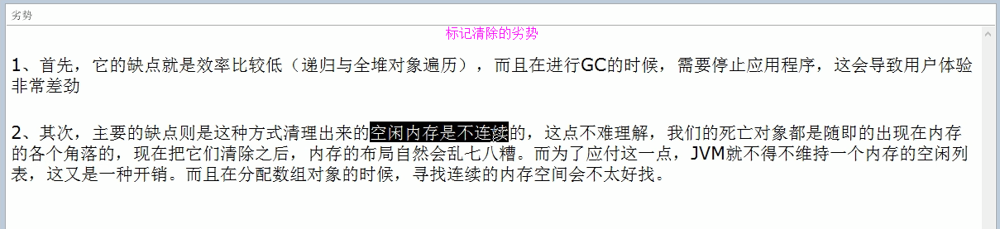 劣势
标记清除的劣势
1、首先，它的缺点就是效率比较低（递归与全堆对象遍历），而且在进行GC的时候，需要停止应用程序，这会导致用户体验
非常差劲
2、其次，主要的缺点则是这种方式清理出来的空闲内存是不连续的，这点不难理解，我们的死亡对象都是随即的出现在内存
的各个角落的，现在把它们清除之后，内存的布局自然会乱七八糟。而为了应付这一点，JVM就不得不维持一个内存的空闲列
表，这又是一种开销。而且在分配数组对象的时候，寻找连续的内存空间会不太好找。